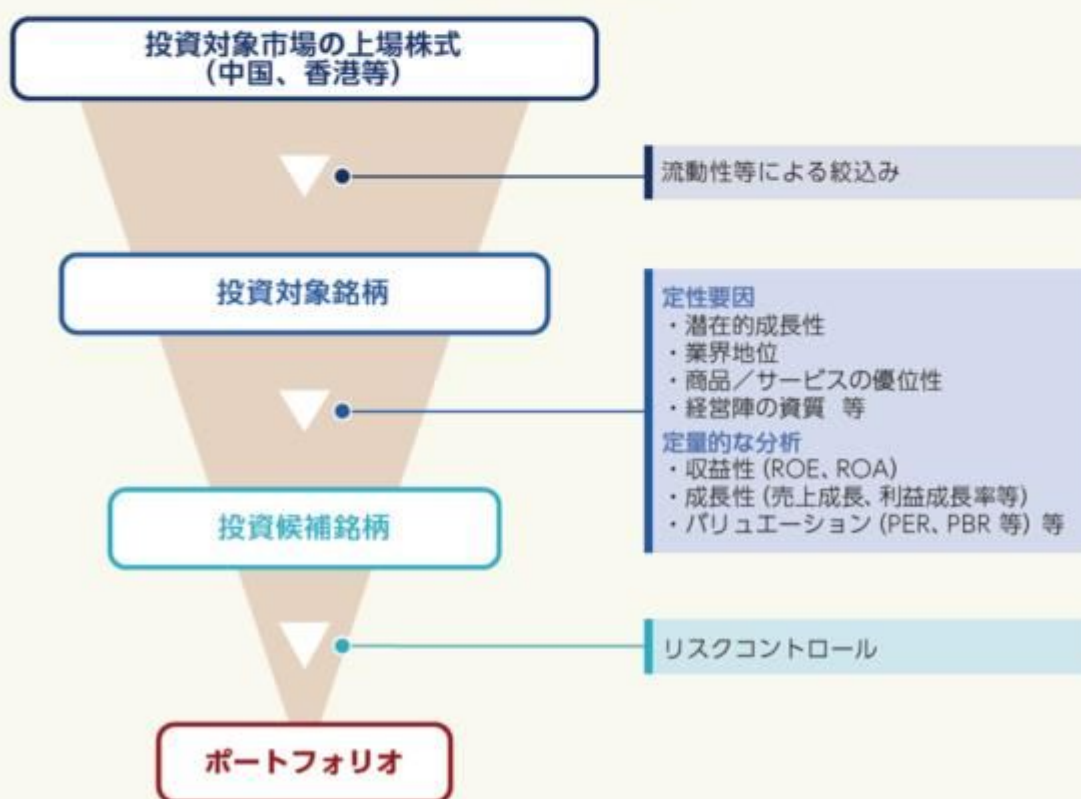 投資対象市場の上場株式
（中国、香港等）
流動性等による絞込み
投資対象銘柄
定性要因
・潜在的成長性
・業界地位
・商品／サービスの優位性
・経営陣の資質 等
定量的な分析
・収益性 (ROE、ROA)
・成長性 (売上成長、利益成長率等)
・バリュエーション (PER、PBR 等) 等
投資候補銘柄
リスクコントロール
ポートフォリオ